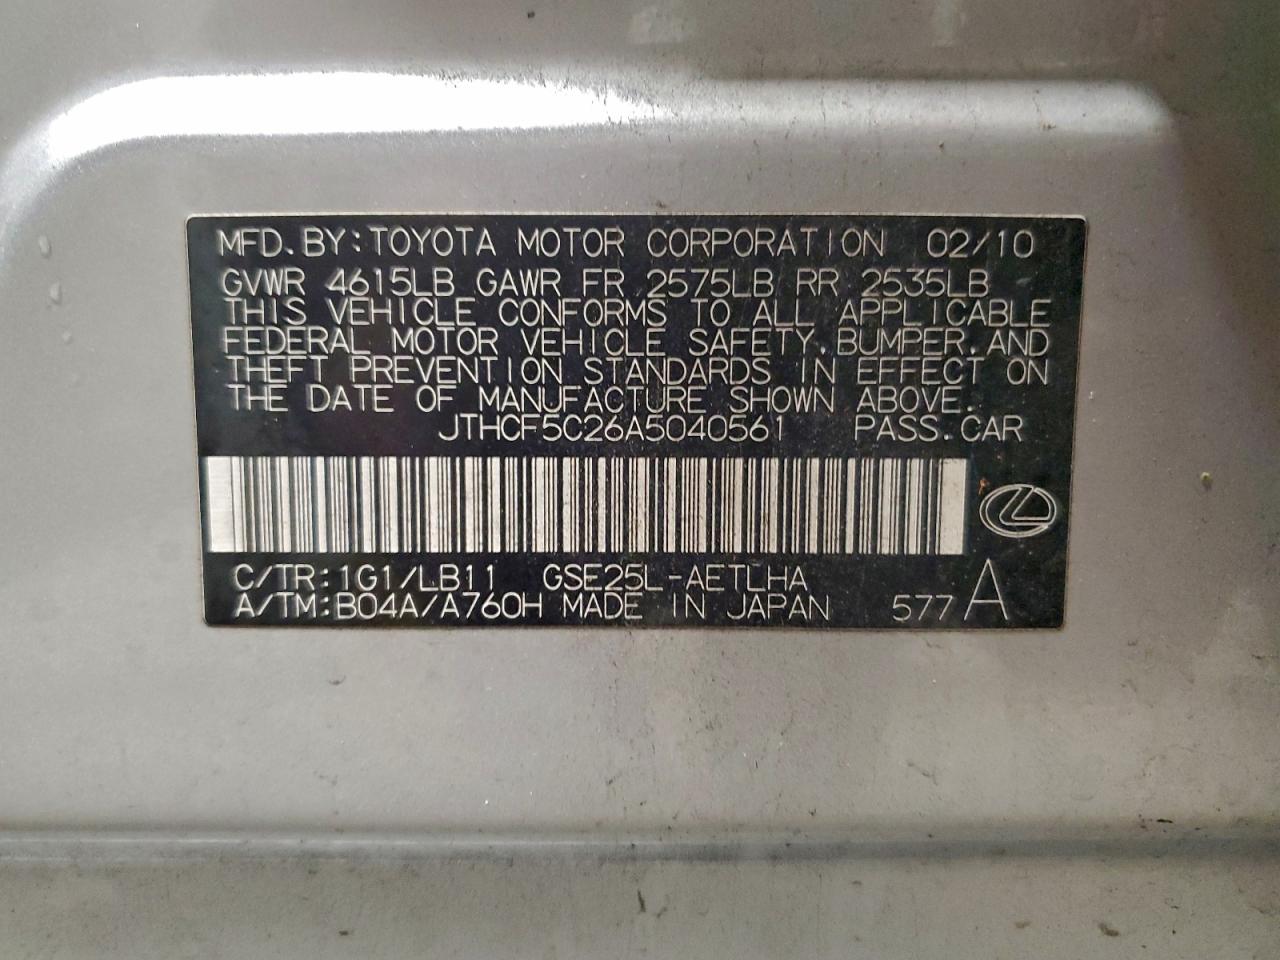 MFD.BY:TOYOTA MOTOR CORPORATION 02/10
GVWR 4615LB GAWR FR 2575LB RR 2535LB
THIS VEHICLE CONFORMS TO ALL APPLICABLE
FEDERAL MOTOR VEHICLE SAFETY,BUMPER,AND
THEFT PREVENTION STANDARDS IN EFFECT ON
THE DATE OF MANUFACTURE SHOWN ABOVE.
JTHCF5C26A5040561 PASS.CAR
C/TR:1G1/LB11 GSE25L-AETLHA
A/TM:B04A/A760H MADE IN JAPAN 577A